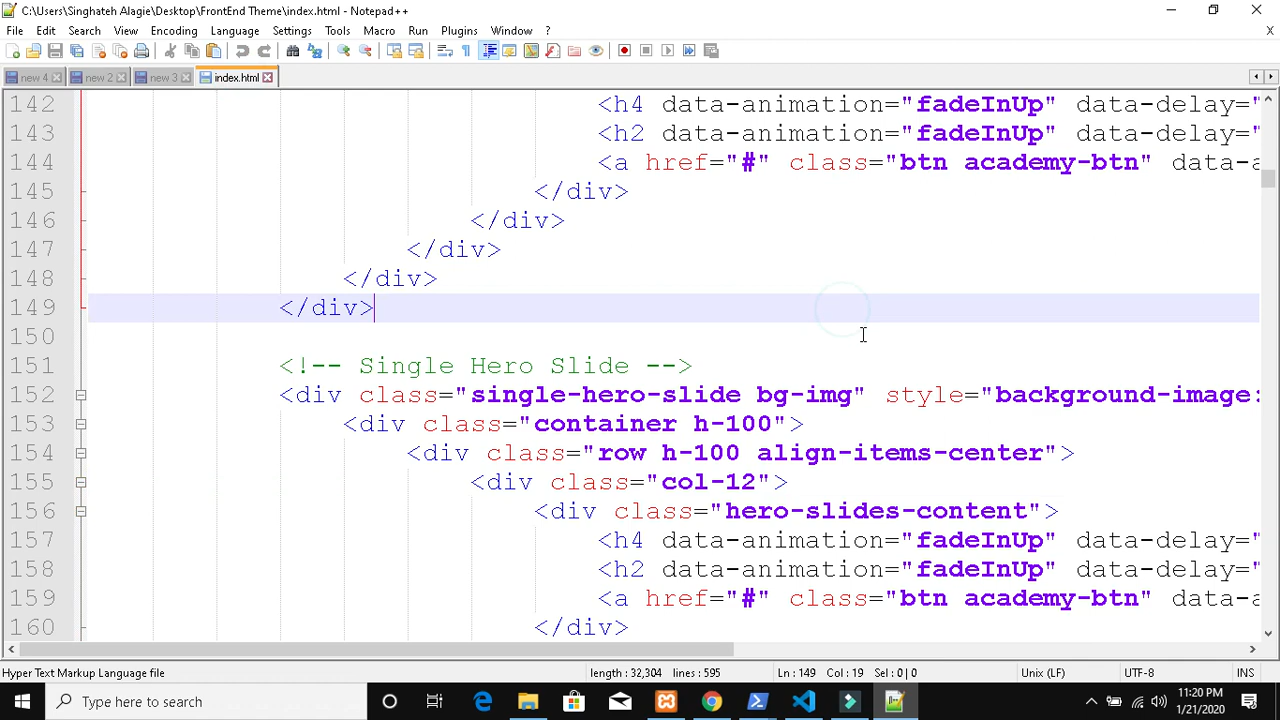 C:\Users\Singhateh Alagie\Desktop\FrontEnd Theme\index.html - Notepad++
File Edit Search View Encoding Language Settings Tools Macro Run Plugins Window ? X
new 4 new 2 new 3 index.html
142 <h4 data-animation="fadeInUp" data-delay="
143 <h2 data-animation="fadeInUp" data-delay="
144 <a href="#" class="btn academy-btn" data-a
145 </div>
146 </div>
147 </div>
148 </div>
149 </div>
150
151 <!-- Single Hero Slide -->
152 <div class="single-hero-slide bg-img" style="background-image:
153 <div class="container h-100">
154 <div class="row h-100 align-items-center">
155 <div class="col-12">
156 <div class="hero-slides-content">
157 <h4 data-animation="fadeInUp" data-delay="
158 <h2 data-animation="fadeInUp" data-delay="
159 <a href="#" class="btn academy-btn" data-a
160 </div>
Hyper Text Markup Language file length : 32,304 lines : 595 Ln : 149 Col : 19 Sel : 0 | 0 Unix (LF) UTF-8 INS
Type here to search
11:20 PM
1/21/2020